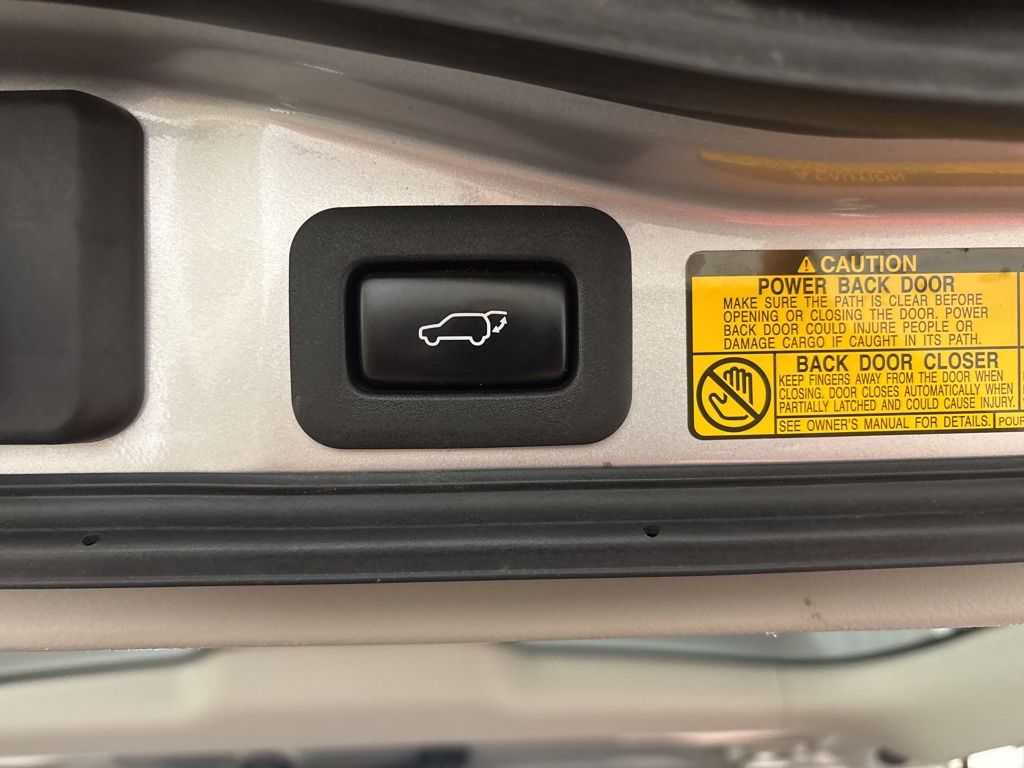 CAUTION
POWER BACK DOOR
MAKE SURE THE PATH IS CLEAR BEFORE
OPENING OR CLOSING THE DOOR. POWER
BACK DOOR COULD INJURE PEOPLE OR
DAMAGE CARGO IF CAUGHT IN ITS PATH.
BACK DOOR CLOSER
KEEP FINGERS AWAY FROM THE DOOR WHEN
CLOSING. DOOR CLOSES AUTOMATICALLY WHEN
PARTIALLY LATCHED AND COULD CAUSE INJURY.
SEE OWNER'S MANUAL FOR DETAILS.
POUR